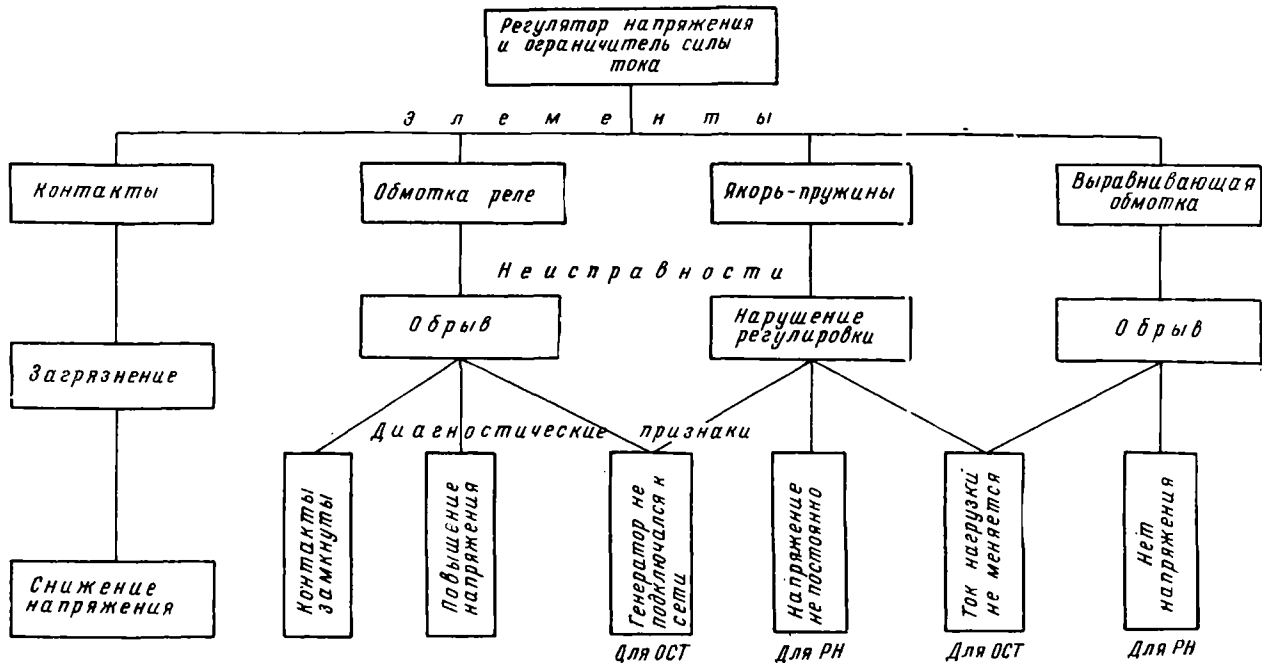 Регулятор напряжения
и ограничитель силы
тока
Элементы
Контакты
Обмотка реле
Якорь-пружины
Выравнивающая
обмотка
Неисправности
Обрыв
Нарушение
регулировки
Обрыв
Загрязнение
Диагностические признаки
Снижение
напряжения
Контакты
замкнуты
Повышение
напряжения
Генератор не
подключался к
сети
Напряжение
не постоянно
Ток нагрузки
не меняется
Нет
напряжения
Для ОСТ
Для РН
Для ОСТ
Для РН